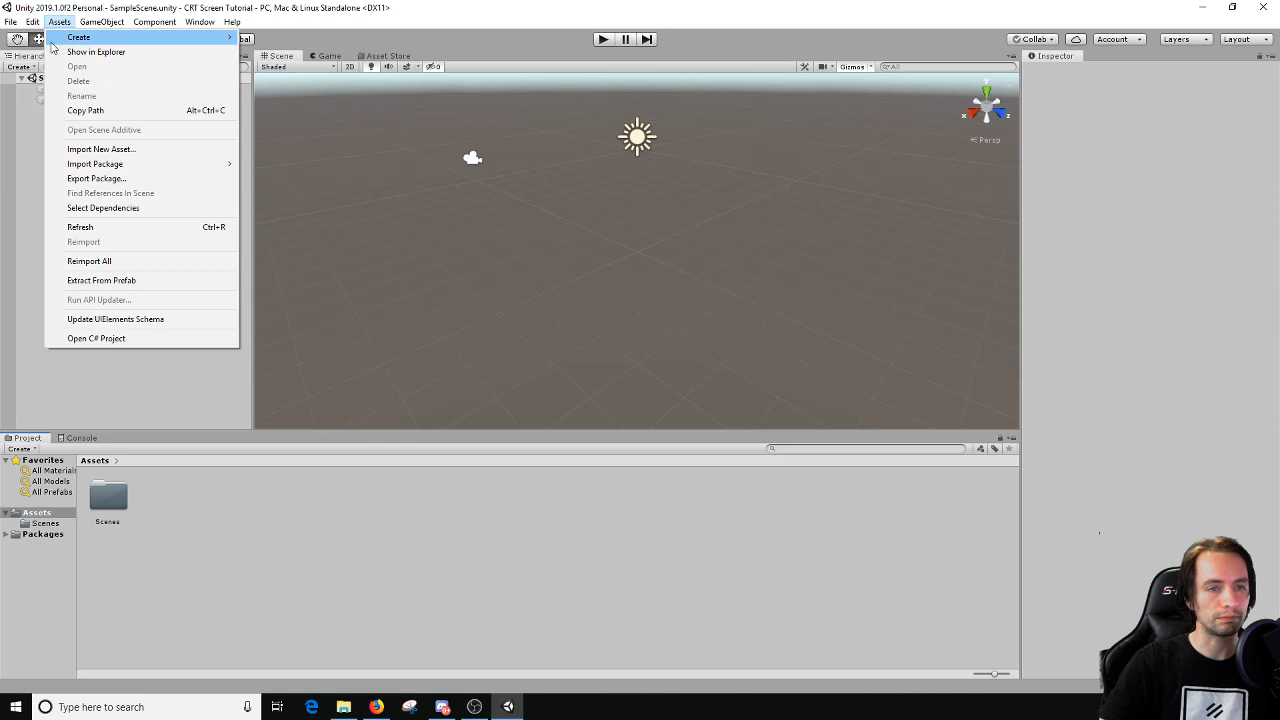 Unity 2019.1.0f2 Personal - SampleScene.unity - CRT Screen Tutorial - PC, Mac & Linux Standalone <DX11>
File Edit Assets GameObject Component Window Help
Create
Show in Explorer
Open
Delete
Rename
Copy Path Alt+Ctrl+C
Open Scene Additive
Import New Asset...
Import Package
Export Package...
Find References In Scene
Select Dependencies
Refresh Ctrl+R
Reimport
Reimport All
Extract From Prefab
Run API Updater...
Update UIElements Schema
Open C# Project
Collab Account Layers Layout
Scene Game Asset Store
Shaded 2D 0 Gizmos All
Inspector
Create
y
x z
Persp
Project Console
Create
Favorites
All Materials
All Models
All Prefabs
Assets
Scenes
Packages
Assets
Scenes
Type here to search